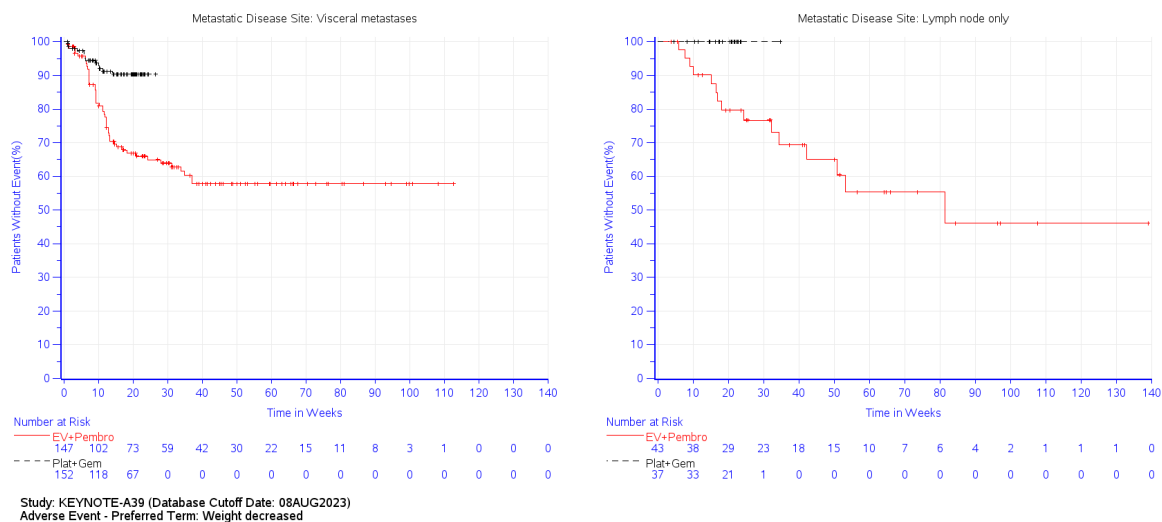 Metastatic Disease Site: Visceral metastases
100
90
80
70
60
50
40
30
20
10
0
Patients Without Event(%)
0 10 20 30 40 50 60 70 80 90 100 110 120 130 140
Time in Weeks
Number at Risk
EV+Pembro
147 102 73 59 42 30 22 15 11 8 3 1 0 0 0
Plat+Gem
152 118 67 0 0 0 0 0 0 0 0 0 0 0 0
Metastatic Disease Site: Lymph node only
100
90
80
70
60
50
40
30
20
10
0
Patients Without Event(%)
0 10 20 30 40 50 60 70 80 90 100 110 120 130 140
Time in Weeks
Number at Risk
EV+Pembro
43 38 29 23 18 15 10 7 6 4 2 1 1 1 0
Plat+Gem
37 33 21 1 0 0 0 0 0 0 0 0 0 0 0
Study: KEYNOTE-A39 (Database Cutoff Date: 08AUG2023)
Adverse Event - Preferred Term: Weight decreased